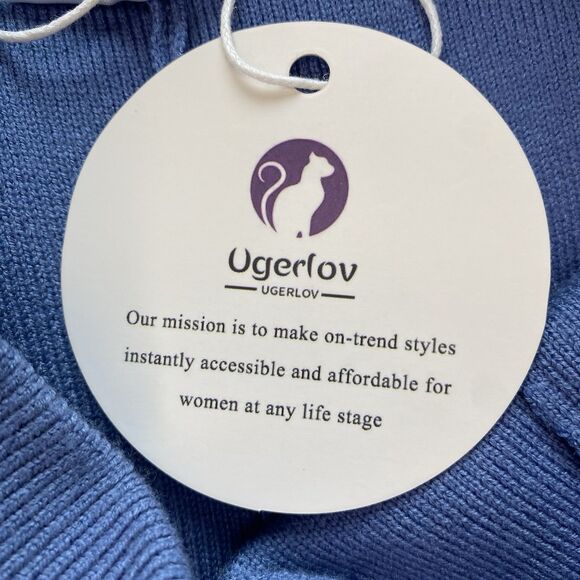 Ugerlov
UGERLOV
Our mission is to make on-trend styles
instantly accessible and affordable for
women at any life stage